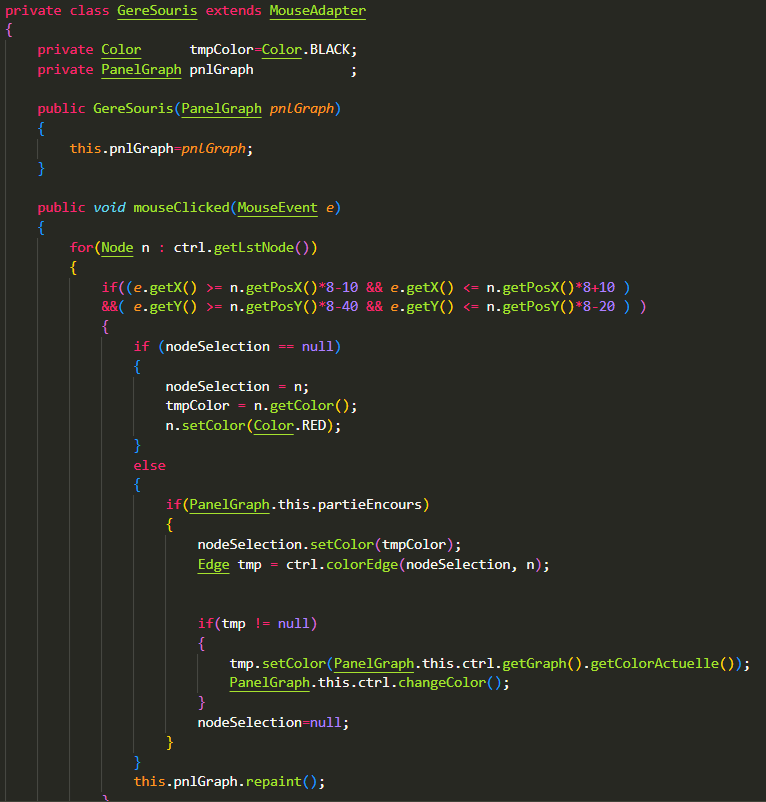 private class GereSouris extends MouseAdapter
{
    private Color      tmpColor=Color.BLACK;
    private PanelGraph pnlGraph            ;
    public GereSouris(PanelGraph pnlGraph)
    {
        this.pnlGraph=pnlGraph;
    }
    public void mouseClicked(MouseEvent e)
    {
        for(Node n : ctrl.getLstNode())
        {
            if((e.getX() >= n.getPosX()*8-10 && e.getX() <= n.getPosX()*8+10 )
            &&( e.getY() >= n.getPosY()*8-40 && e.getY() <= n.getPosY()*8-20 ) )
            {
                if (nodeSelection == null)
                {
                    nodeSelection = n;
                    tmpColor = n.getColor();
                    n.setColor(Color.RED);
                }
                else
                {
                    if(PanelGraph.this.partieEncours)
                    {
                        nodeSelection.setColor(tmpColor);
                        Edge tmp = ctrl.colorEdge(nodeSelection, n);
                        if(tmp != null)
                        {
                            tmp.setColor(PanelGraph.this.ctrl.getGraph().getColorActuelle());
                            PanelGraph.this.ctrl.changeColor();
                        }
                        nodeSelection=null;
                    }
                }
                this.pnlGraph.repaint();
            }